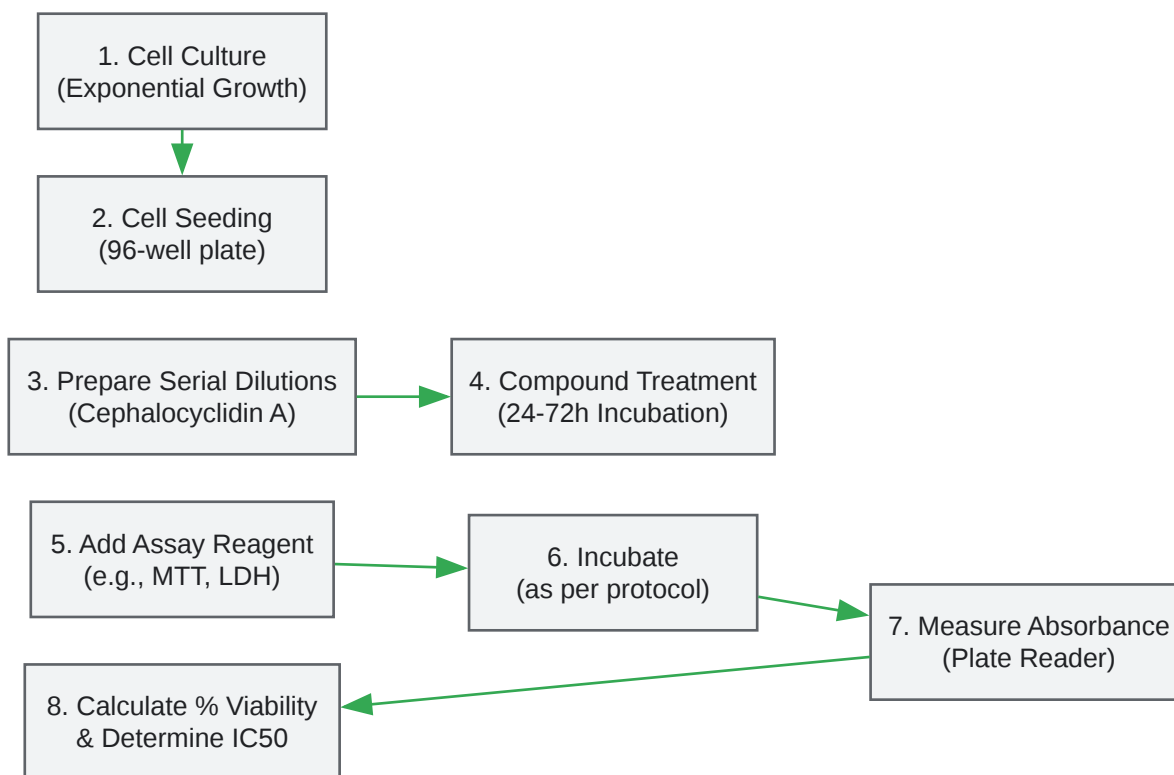 1. Cell Culture
(Exponential Growth)
2. Cell Seeding
(96-well plate)
3. Prepare Serial Dilutions
(Cephalocyclidin A)
4. Compound Treatment
(24-72h Incubation)
5. Add Assay Reagent
(e.g., MTT, LDH)
6. Incubate
(as per protocol)
7. Measure Absorbance
(Plate Reader)
8. Calculate % Viability
& Determine IC50